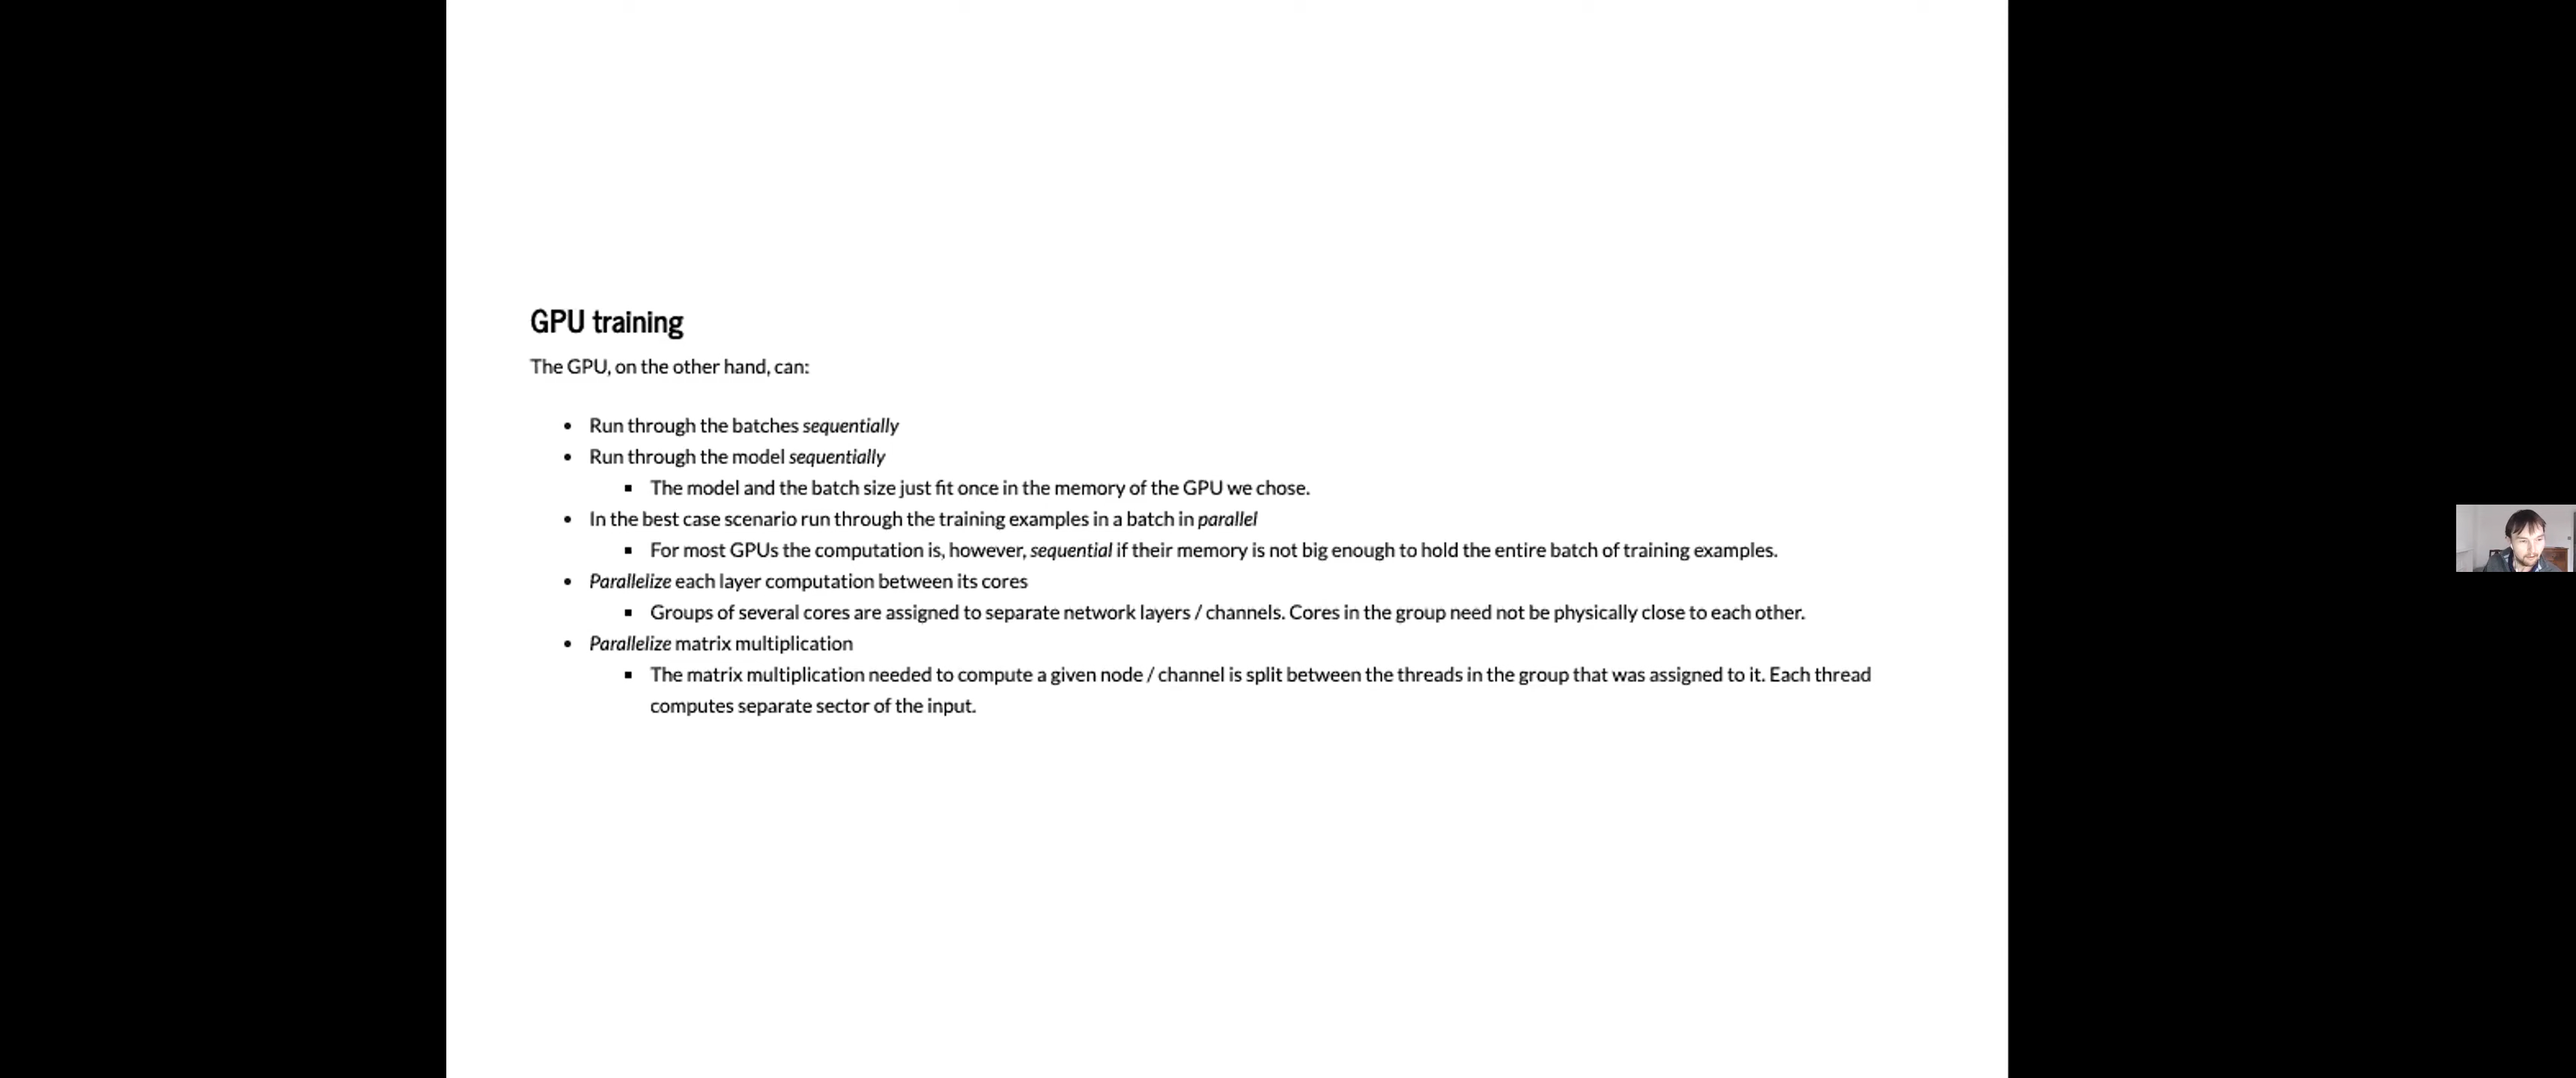 GPU training
The GPU, on the other hand, can:
• Run through the batches sequentially
• Run through the model sequentially
▪ The model and the batch size just fit once in the memory of the GPU we chose.
• In the best case scenario run through the training examples in a batch in parallel
▪ For most GPUs the computation is, however, sequential if their memory is not big enough to hold the entire batch of training examples.
• Parallelize each layer computation between its cores
▪ Groups of several cores are assigned to separate network layers / channels. Cores in the group need not be physically close to each other.
• Parallelize matrix multiplication
▪ The matrix multiplication needed to compute a given node / channel is split between the threads in the group that was assigned to it. Each thread
computes separate sector of the input.